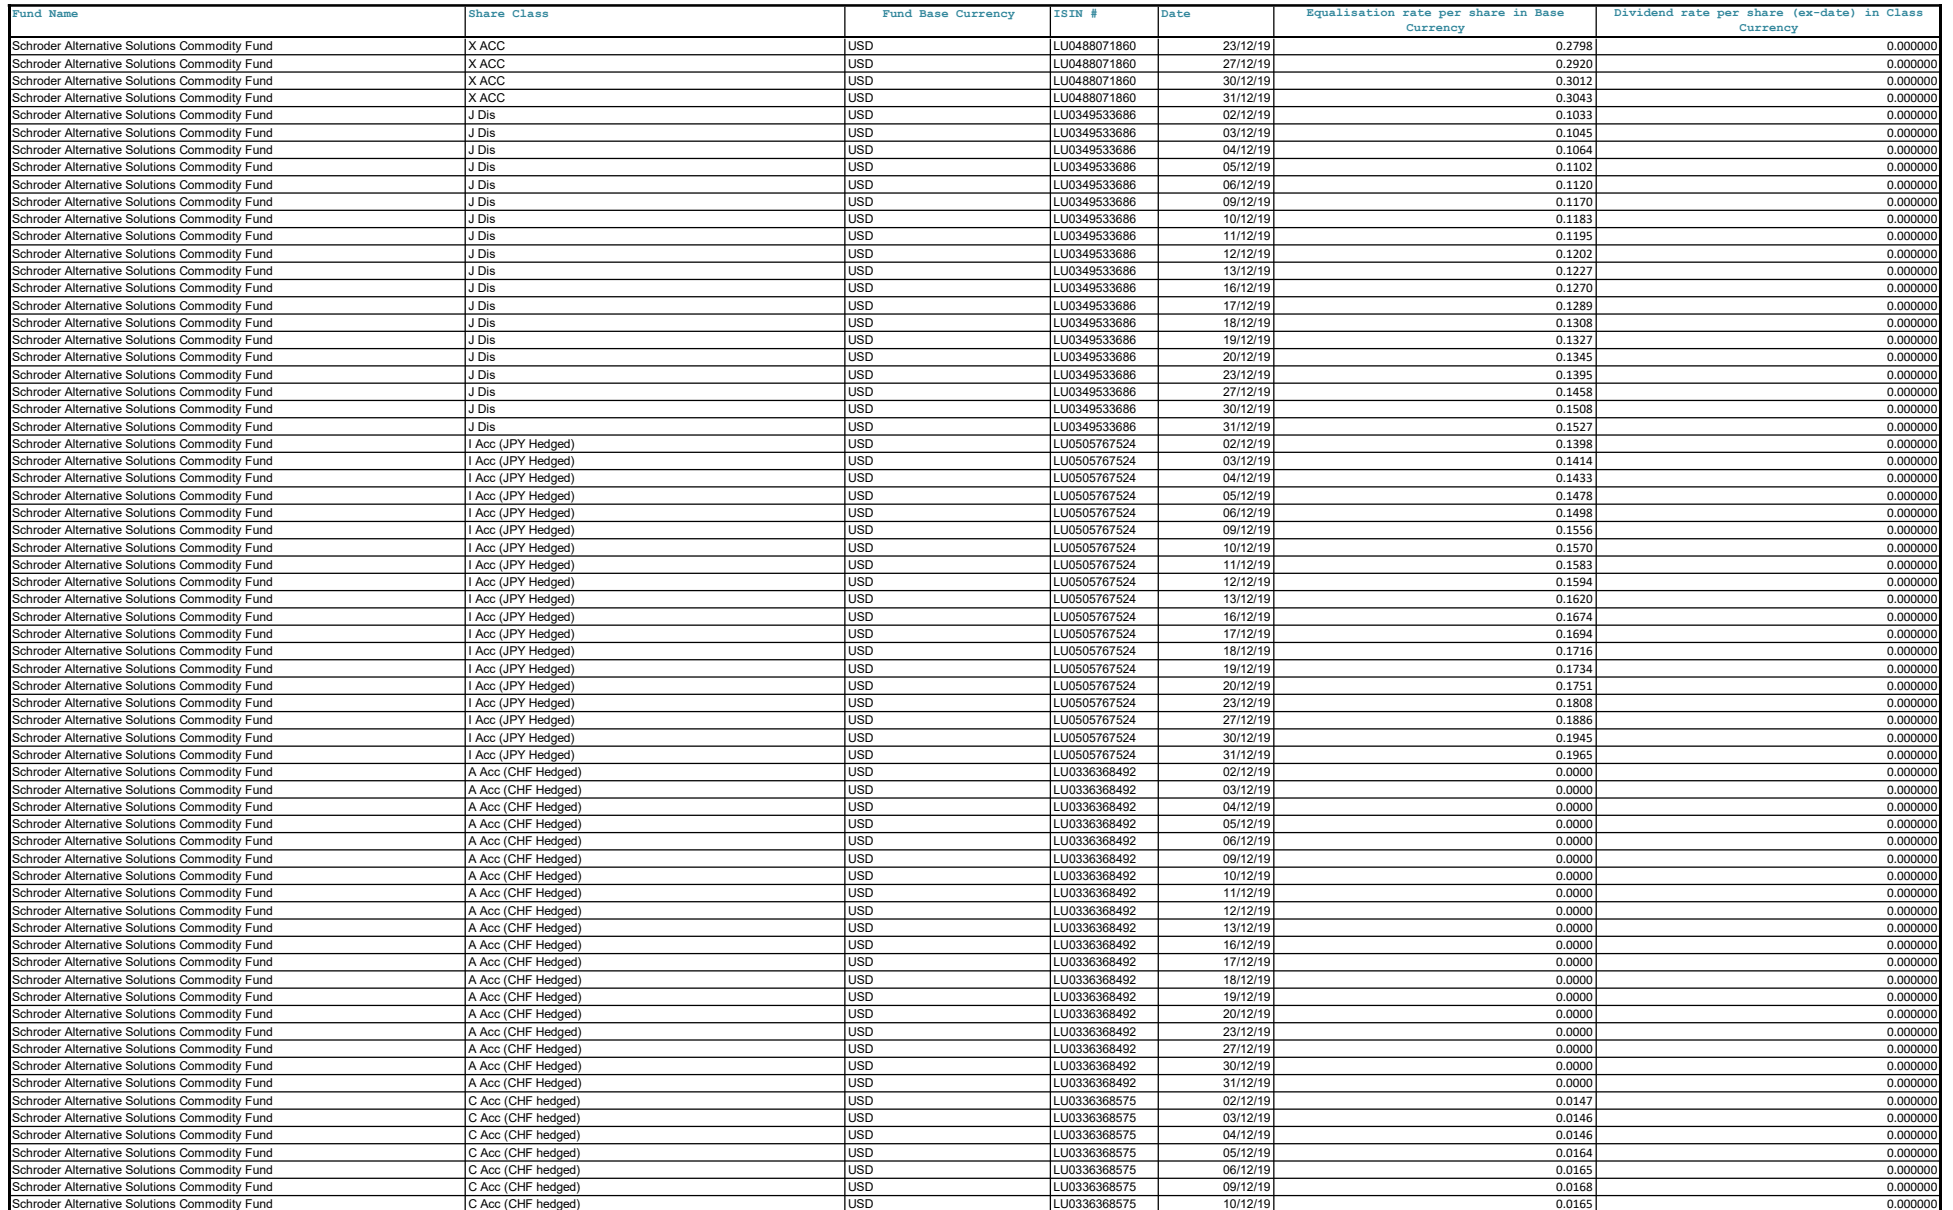 Fund Name Share Class Fund Base Currency ISIN # Date Equalisation rate per share in Base Currency Dividend rate per share (ex-date) in Class Currency
Schroder Alternative Solutions Commodity Fund X ACC USD LU0488071860 23/12/19 0.2798 0.000000
Schroder Alternative Solutions Commodity Fund X ACC USD LU0488071860 27/12/19 0.2920 0.000000
Schroder Alternative Solutions Commodity Fund X ACC USD LU0488071860 30/12/19 0.3012 0.000000
Schroder Alternative Solutions Commodity Fund X ACC USD LU0488071860 31/12/19 0.3043 0.000000
Schroder Alternative Solutions Commodity Fund J Dis USD LU0349533686 02/12/19 0.1033 0.000000
Schroder Alternative Solutions Commodity Fund J Dis USD LU0349533686 03/12/19 0.1045 0.000000
Schroder Alternative Solutions Commodity Fund J Dis USD LU0349533686 04/12/19 0.1064 0.000000
Schroder Alternative Solutions Commodity Fund J Dis USD LU0349533686 05/12/19 0.1102 0.000000
Schroder Alternative Solutions Commodity Fund J Dis USD LU0349533686 06/12/19 0.1120 0.000000
Schroder Alternative Solutions Commodity Fund J Dis USD LU0349533686 09/12/19 0.1170 0.000000
Schroder Alternative Solutions Commodity Fund J Dis USD LU0349533686 10/12/19 0.1183 0.000000
Schroder Alternative Solutions Commodity Fund J Dis USD LU0349533686 11/12/19 0.1195 0.000000
Schroder Alternative Solutions Commodity Fund J Dis USD LU0349533686 12/12/19 0.1202 0.000000
Schroder Alternative Solutions Commodity Fund J Dis USD LU0349533686 13/12/19 0.1227 0.000000
Schroder Alternative Solutions Commodity Fund J Dis USD LU0349533686 16/12/19 0.1270 0.000000
Schroder Alternative Solutions Commodity Fund J Dis USD LU0349533686 17/12/19 0.1289 0.000000
Schroder Alternative Solutions Commodity Fund J Dis USD LU0349533686 18/12/19 0.1308 0.000000
Schroder Alternative Solutions Commodity Fund J Dis USD LU0349533686 19/12/19 0.1327 0.000000
Schroder Alternative Solutions Commodity Fund J Dis USD LU0349533686 20/12/19 0.1345 0.000000
Schroder Alternative Solutions Commodity Fund J Dis USD LU0349533686 23/12/19 0.1395 0.000000
Schroder Alternative Solutions Commodity Fund J Dis USD LU0349533686 27/12/19 0.1458 0.000000
Schroder Alternative Solutions Commodity Fund J Dis USD LU0349533686 30/12/19 0.1508 0.000000
Schroder Alternative Solutions Commodity Fund J Dis USD LU0349533686 31/12/19 0.1527 0.000000
Schroder Alternative Solutions Commodity Fund I Acc (JPY Hedged) USD LU0505767524 02/12/19 0.1398 0.000000
Schroder Alternative Solutions Commodity Fund I Acc (JPY Hedged) USD LU0505767524 03/12/19 0.1414 0.000000
Schroder Alternative Solutions Commodity Fund I Acc (JPY Hedged) USD LU0505767524 04/12/19 0.1433 0.000000
Schroder Alternative Solutions Commodity Fund I Acc (JPY Hedged) USD LU0505767524 05/12/19 0.1478 0.000000
Schroder Alternative Solutions Commodity Fund I Acc (JPY Hedged) USD LU0505767524 06/12/19 0.1498 0.000000
Schroder Alternative Solutions Commodity Fund I Acc (JPY Hedged) USD LU0505767524 09/12/19 0.1556 0.000000
Schroder Alternative Solutions Commodity Fund I Acc (JPY Hedged) USD LU0505767524 10/12/19 0.1570 0.000000
Schroder Alternative Solutions Commodity Fund I Acc (JPY Hedged) USD LU0505767524 11/12/19 0.1583 0.000000
Schroder Alternative Solutions Commodity Fund I Acc (JPY Hedged) USD LU0505767524 12/12/19 0.1594 0.000000
Schroder Alternative Solutions Commodity Fund I Acc (JPY Hedged) USD LU0505767524 13/12/19 0.1620 0.000000
Schroder Alternative Solutions Commodity Fund I Acc (JPY Hedged) USD LU0505767524 16/12/19 0.1674 0.000000
Schroder Alternative Solutions Commodity Fund I Acc (JPY Hedged) USD LU0505767524 17/12/19 0.1694 0.000000
Schroder Alternative Solutions Commodity Fund I Acc (JPY Hedged) USD LU0505767524 18/12/19 0.1716 0.000000
Schroder Alternative Solutions Commodity Fund I Acc (JPY Hedged) USD LU0505767524 19/12/19 0.1734 0.000000
Schroder Alternative Solutions Commodity Fund I Acc (JPY Hedged) USD LU0505767524 20/12/19 0.1751 0.000000
Schroder Alternative Solutions Commodity Fund I Acc (JPY Hedged) USD LU0505767524 23/12/19 0.1808 0.000000
Schroder Alternative Solutions Commodity Fund I Acc (JPY Hedged) USD LU0505767524 27/12/19 0.1886 0.000000
Schroder Alternative Solutions Commodity Fund I Acc (JPY Hedged) USD LU0505767524 30/12/19 0.1945 0.000000
Schroder Alternative Solutions Commodity Fund I Acc (JPY Hedged) USD LU0505767524 31/12/19 0.1965 0.000000
Schroder Alternative Solutions Commodity Fund A Acc (CHF Hedged) USD LU0336368492 02/12/19 0.0000 0.000000
Schroder Alternative Solutions Commodity Fund A Acc (CHF Hedged) USD LU0336368492 03/12/19 0.0000 0.000000
Schroder Alternative Solutions Commodity Fund A Acc (CHF Hedged) USD LU0336368492 04/12/19 0.0000 0.000000
Schroder Alternative Solutions Commodity Fund A Acc (CHF Hedged) USD LU0336368492 05/12/19 0.0000 0.000000
Schroder Alternative Solutions Commodity Fund A Acc (CHF Hedged) USD LU0336368492 06/12/19 0.0000 0.000000
Schroder Alternative Solutions Commodity Fund A Acc (CHF Hedged) USD LU0336368492 09/12/19 0.0000 0.000000
Schroder Alternative Solutions Commodity Fund A Acc (CHF Hedged) USD LU0336368492 10/12/19 0.0000 0.000000
Schroder Alternative Solutions Commodity Fund A Acc (CHF Hedged) USD LU0336368492 11/12/19 0.0000 0.000000
Schroder Alternative Solutions Commodity Fund A Acc (CHF Hedged) USD LU0336368492 12/12/19 0.0000 0.000000
Schroder Alternative Solutions Commodity Fund A Acc (CHF Hedged) USD LU0336368492 13/12/19 0.0000 0.000000
Schroder Alternative Solutions Commodity Fund A Acc (CHF Hedged) USD LU0336368492 16/12/19 0.0000 0.000000
Schroder Alternative Solutions Commodity Fund A Acc (CHF Hedged) USD LU0336368492 17/12/19 0.0000 0.000000
Schroder Alternative Solutions Commodity Fund A Acc (CHF Hedged) USD LU0336368492 18/12/19 0.0000 0.000000
Schroder Alternative Solutions Commodity Fund A Acc (CHF Hedged) USD LU0336368492 19/12/19 0.0000 0.000000
Schroder Alternative Solutions Commodity Fund A Acc (CHF Hedged) USD LU0336368492 20/12/19 0.0000 0.000000
Schroder Alternative Solutions Commodity Fund A Acc (CHF Hedged) USD LU0336368492 23/12/19 0.0000 0.000000
Schroder Alternative Solutions Commodity Fund A Acc (CHF Hedged) USD LU0336368492 27/12/19 0.0000 0.000000
Schroder Alternative Solutions Commodity Fund A Acc (CHF Hedged) USD LU0336368492 30/12/19 0.0000 0.000000
Schroder Alternative Solutions Commodity Fund A Acc (CHF Hedged) USD LU0336368492 31/12/19 0.0000 0.000000
Schroder Alternative Solutions Commodity Fund C Acc (CHF hedged) USD LU0336368575 02/12/19 0.0147 0.000000
Schroder Alternative Solutions Commodity Fund C Acc (CHF hedged) USD LU0336368575 03/12/19 0.0146 0.000000
Schroder Alternative Solutions Commodity Fund C Acc (CHF hedged) USD LU0336368575 04/12/19 0.0146 0.000000
Schroder Alternative Solutions Commodity Fund C Acc (CHF hedged) USD LU0336368575 05/12/19 0.0164 0.000000
Schroder Alternative Solutions Commodity Fund C Acc (CHF hedged) USD LU0336368575 06/12/19 0.0165 0.000000
Schroder Alternative Solutions Commodity Fund C Acc (CHF hedged) USD LU0336368575 09/12/19 0.0168 0.000000
Schroder Alternative Solutions Commodity Fund C Acc (CHF hedged) USD LU0336368575 10/12/19 0.0165 0.000000